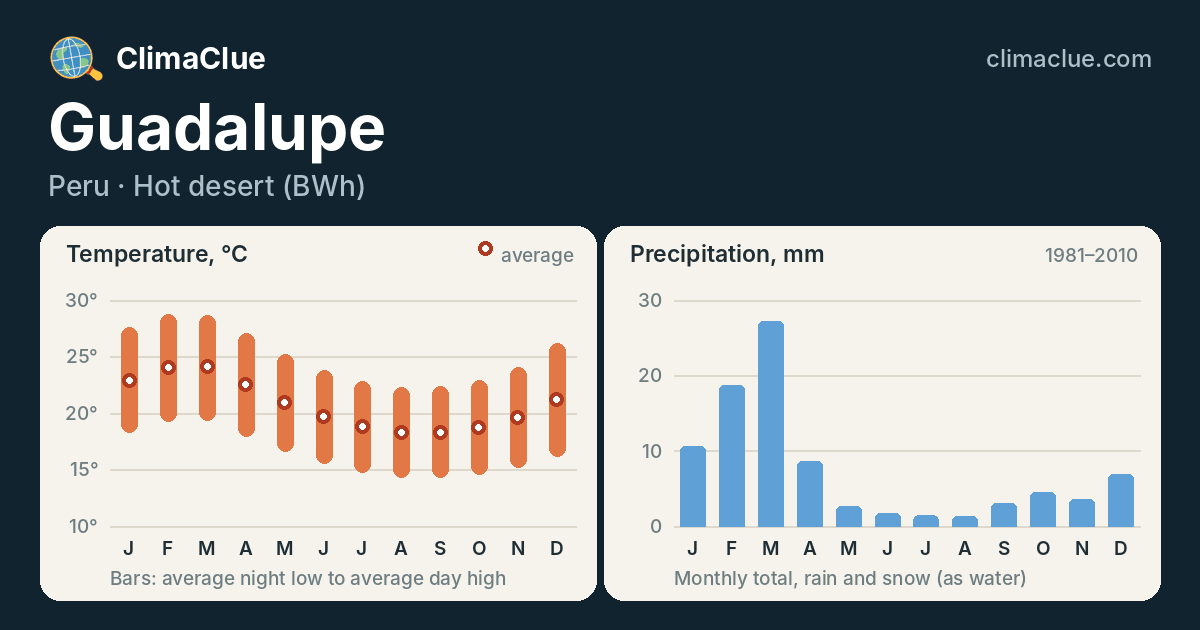 ClimaClue
climaclue.com
Guadalupe
Peru · Hot desert (BWh)
Temperature, °C
average
30°
25°
20°
15°
10°
J F M A M J J A S O N D
Bars: average night low to average day high
Precipitation, mm
1981–2010
30
20
10
0
J F M A M J J A S O N D
Monthly total, rain and snow (as water)